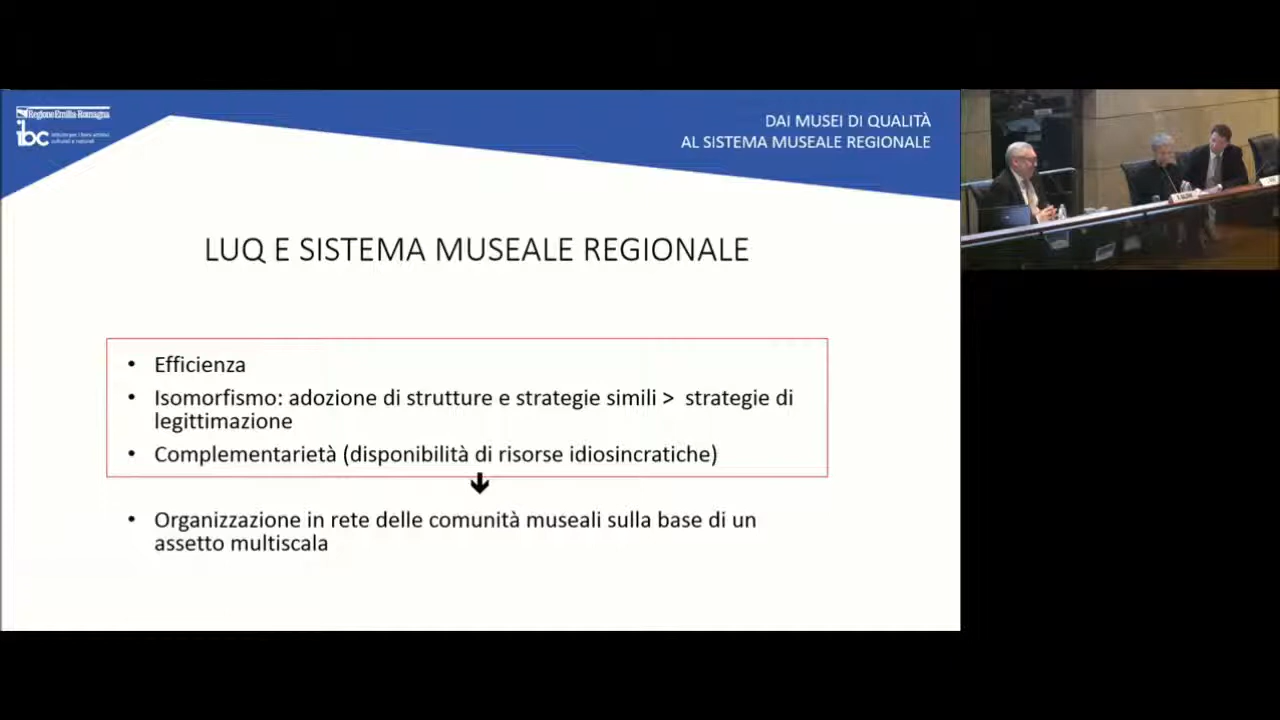 Regione Emilia-Romagna
ibc
DAI MUSEI DI QUALITÀ
AL SISTEMA MUSEALE REGIONALE
LUQ E SISTEMA MUSEALE REGIONALE
• Efficienza
• Isomorfismo: adozione di strutture e strategie simili > strategie di
legittimazione
• Complementarietà (disponibilità di risorse idiosincratiche)
• Organizzazione in rete delle comunità museali sulla base di un
assetto multiscala